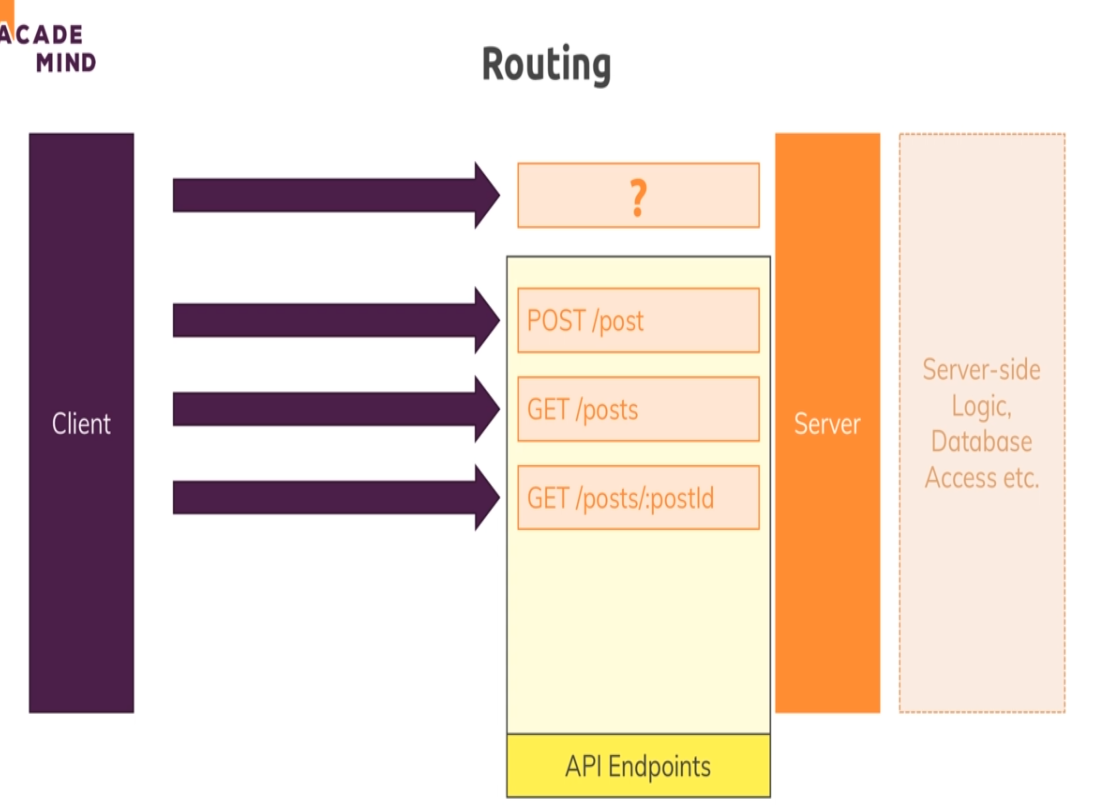 ACADE
MIND
Routing
?
POST /post
GET /posts
GET /posts/:postId
Client
Server
Server-side
Logic,
Database
Access etc.
API Endpoints